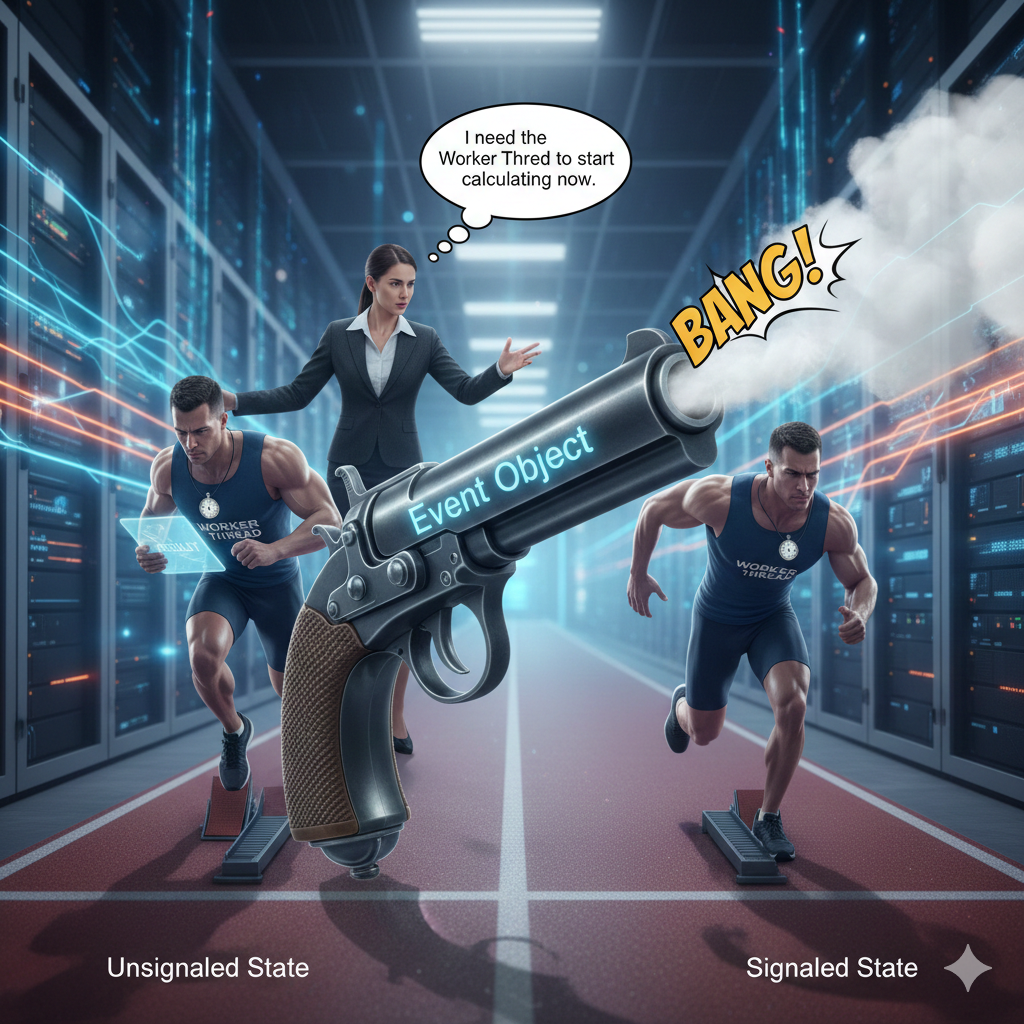 I need the
Worker Thred to start
calculating now.
BANG!
Event Object
WORKER
THREAD
WORKER
THREAD
Unsignaled State
Signaled State